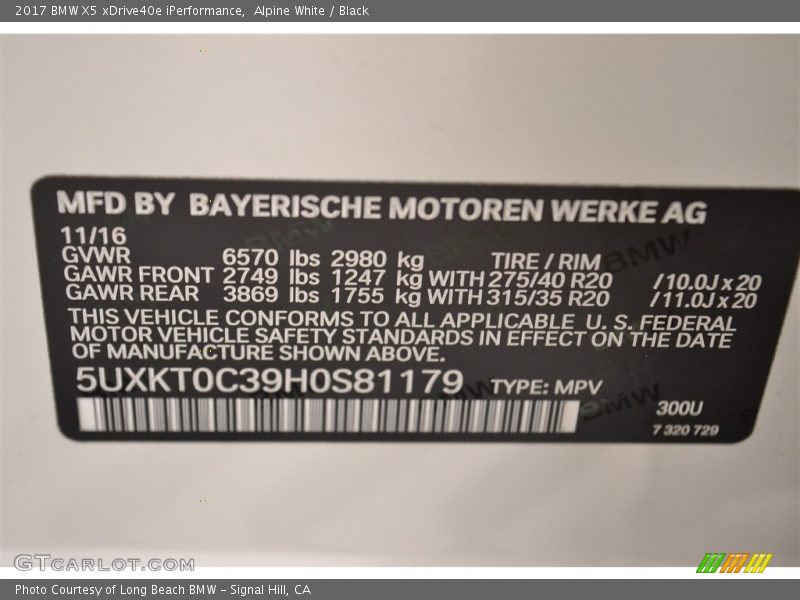 2017 BMW X5 xDrive40e iPerformance,  Alpine White / Black
MFD BY BAYERISCHE MOTOREN WERKE AG
11/16
GVWR 6570 lbs 2980 kg TIRE / RIM
GAWR FRONT 2749 lbs 1247 kg WITH 275/40 R20 /10.0J x 20
GAWR REAR 3869 lbs 1755 kg WITH 315/35 R20 /11.0J x 20
THIS VEHICLE CONFORMS TO ALL APPLICABLE U. S. FEDERAL
MOTOR VEHICLE SAFETY STANDARDS IN EFFECT ON THE DATE
OF MANUFACTURE SHOWN ABOVE.
5UXKT0C39H0S81179 TYPE: MPV
300U
7 320 729
GTCARLOT.COM
Photo Courtesy of Long Beach BMW - Signal Hill, CA